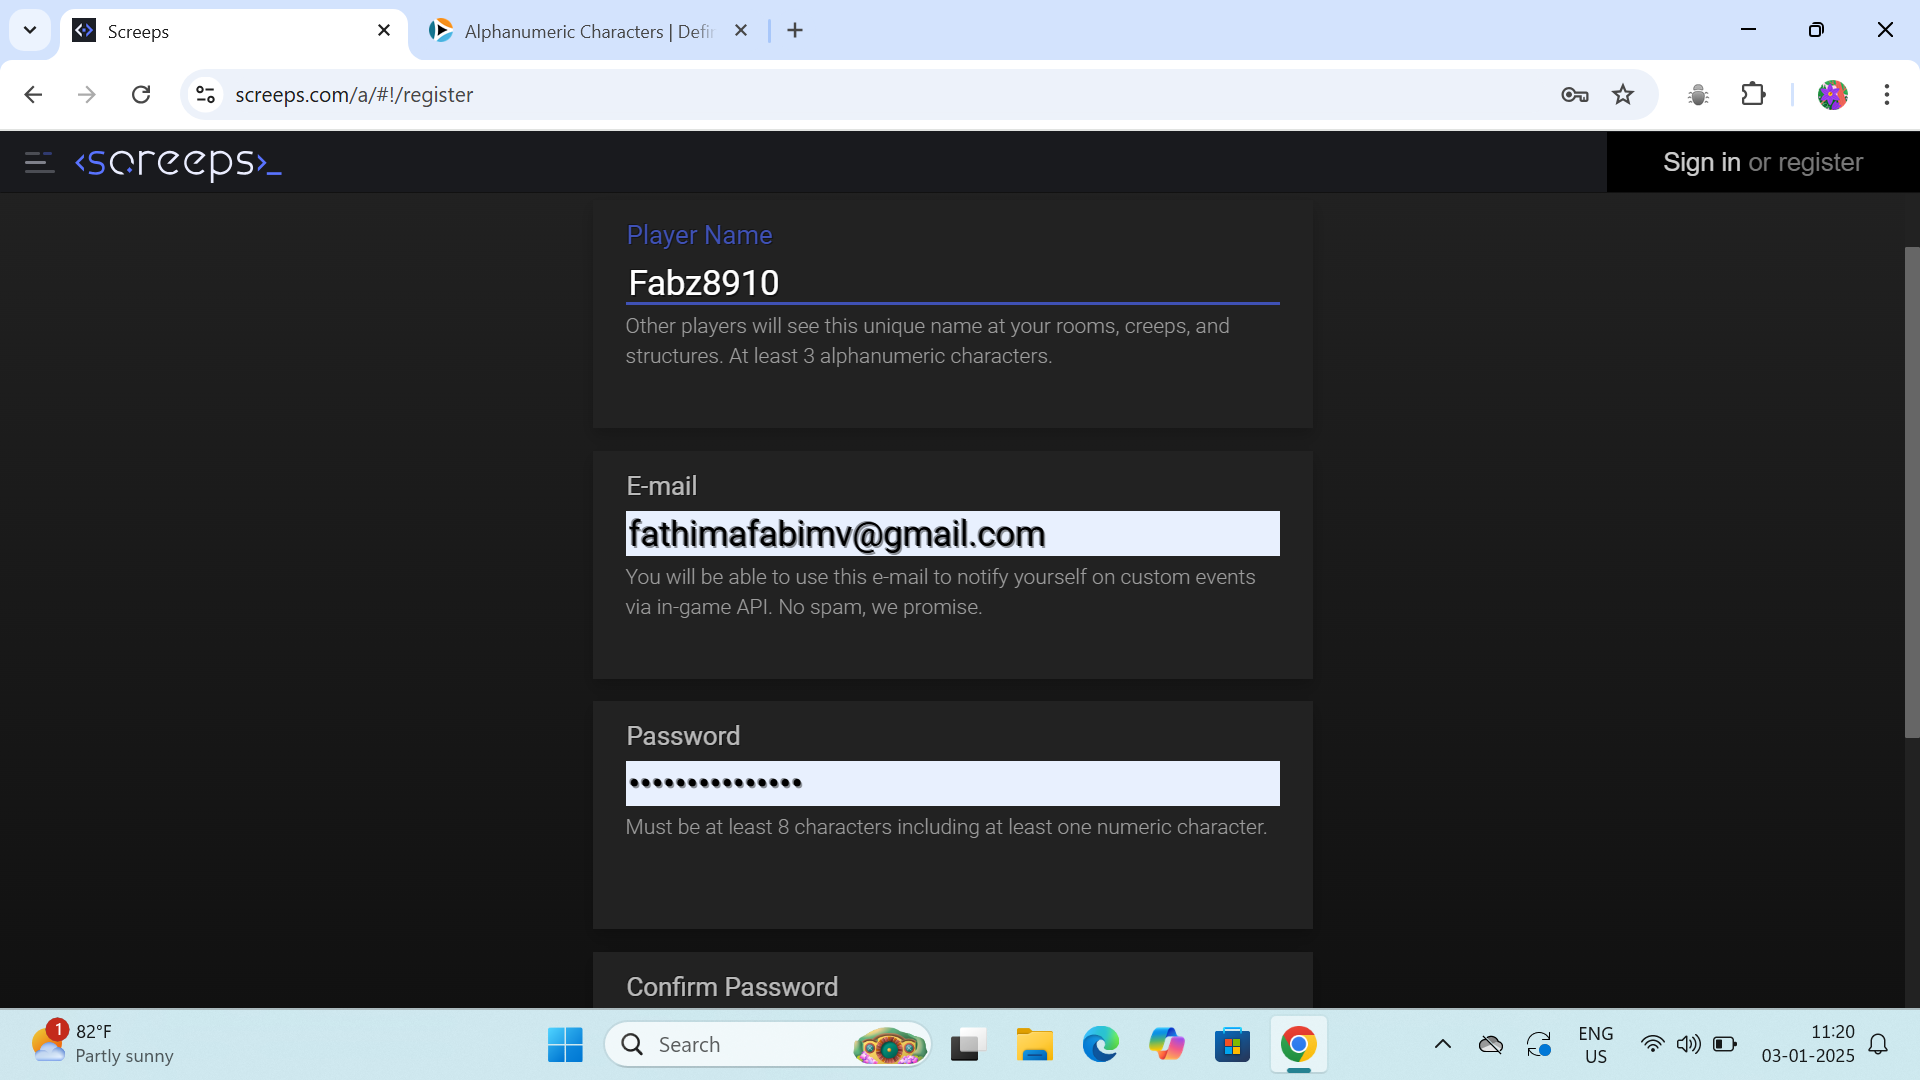 Screeps
Alphanumeric Characters | Defi
screeps.com/a/#!/register
<screeps>_
Sign in or register
Player Name
Fabz8910
Other players will see this unique name at your rooms, creeps, and
structures. At least 3 alphanumeric characters.
E-mail
fathimafabimv@gmail.com
You will be able to use this e-mail to notify yourself on custom events
via in-game API. No spam, we promise.
Password
•••••••••••••••
Must be at least 8 characters including at least one numeric character.
Confirm Password
1
82°F
Partly sunny
Search
ENG
US
11:20
03-01-2025